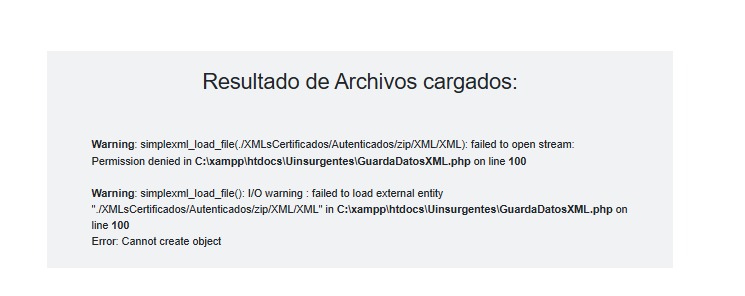 Resultado de Archivos cargados:
Warning: simplexml_load_file(./XMLsCertificados/Autenticados/zip/XML/XML): failed to open stream:
Permission denied in C:\xampp\htdocs\Uinsurgentes\GuardaDatosXML.php on line 100
Warning: simplexml_load_file(): I/O warning : failed to load external entity
"./XMLsCertificados/Autenticados/zip/XML/XML" in C:\xampp\htdocs\Uinsurgentes\GuardaDatosXML.php on
line 100
Error: Cannot create object